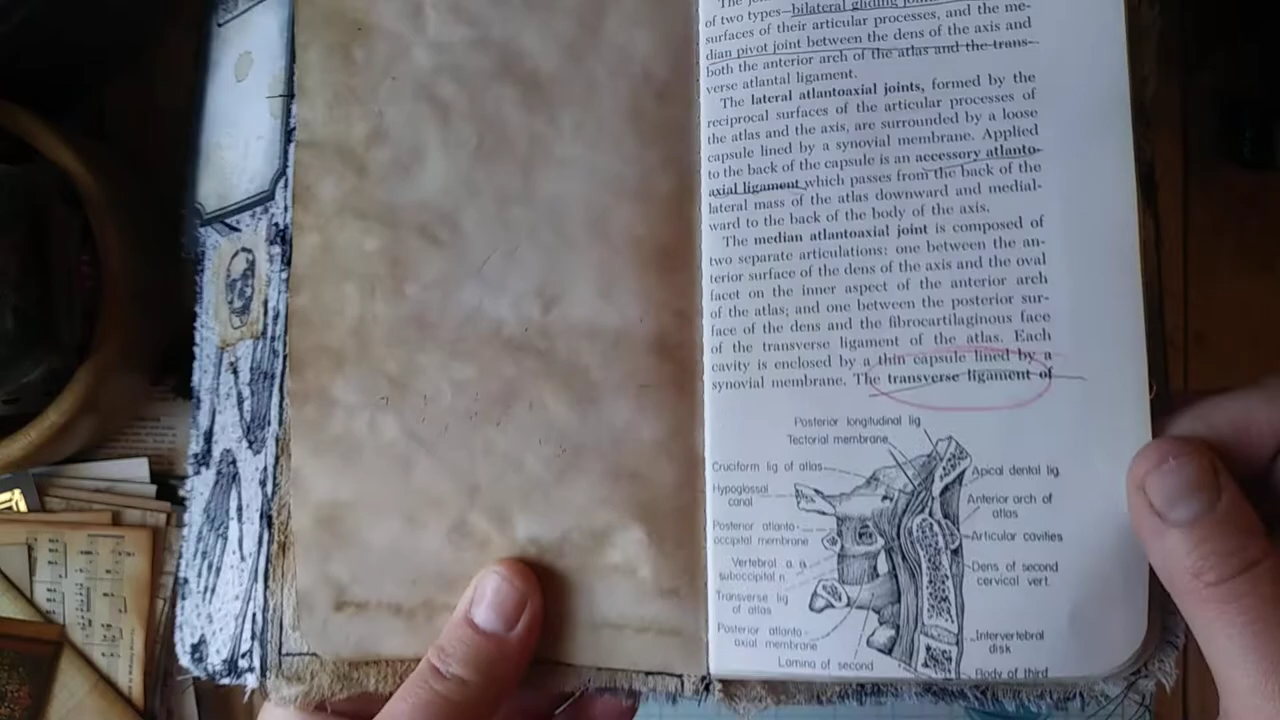 The
of two types—bilateral gliding
surfaces of their articular processes, and the me-
dian pivot joint between the dens of the axis and
both the anterior arch of the atlas and the trans-
verse atlantal ligament.
The lateral atlantoaxial joints, formed by the
reciprocal surfaces of the articular processes of
the atlas and the axis, are surrounded by a loose
capsule lined by a synovial membrane. Applied
to the back of the capsule is an accessory atlanto-
axial ligament which passes from the back of the
lateral mass of the atlas downward and medial-
ward to the back of the body of the axis.
The median atlantoaxial joint is composed of
two separate articulations: one between the an-
terior surface of the dens of the axis and the oval
facet on the inner aspect of the anterior arch
of the atlas; and one between the posterior sur-
face of the dens and the fibrocartilaginous face
of the transverse ligament of the atlas. Each
cavity is enclosed by a thin capsule lined by a
synovial membrane. The transverse ligament of
Posterior longitudinal lig
Tectorial membrane
Cruciform lig of atlas
Hypoglossal
canal
Posterior atlanto-
occipital membrane
Vertebral a. a
suboccipital n.
Transverse lig
of atlas
Posterior atlanto-
axial membrane
Lamina of second
Apical dental lig.
Anterior arch of
atlas
Articular cavities
Dens of second
cervical vert.
Intervertebral
disk
Body of third